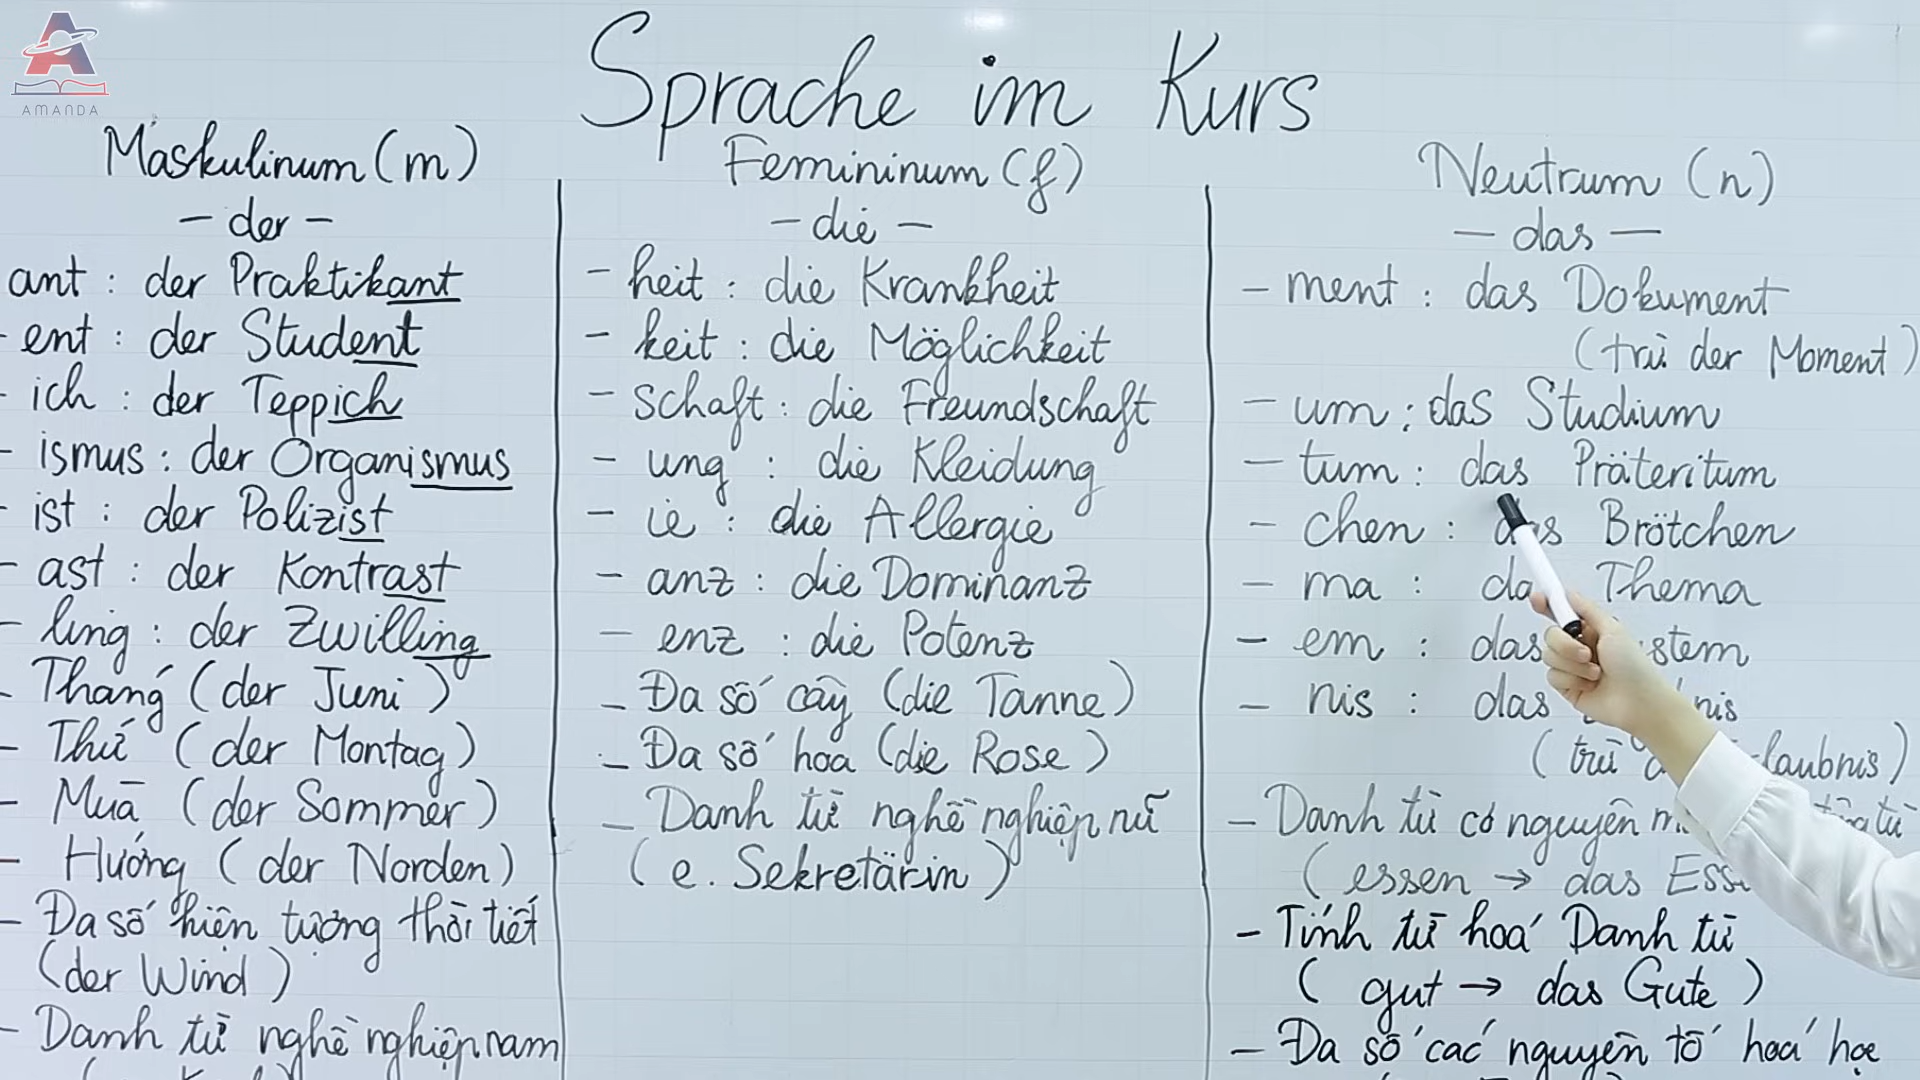 AMANDA
Sprache im Kurs
Maskulinum (m)
- der -
ant : der Praktikant
- ent : der Student
- ich : der Teppich
- ismus : der Organismus
- ist : der Polizist
- ast : der Kontrast
- ling : der Zwilling
- Tháng (der Juni)
- Thứ (der Montag)
- Mùa (der Sommer)
- Hướng (der Norden)
- Đa số hiện tượng thời tiết
(der Wind)
- Danh từ nghề nghiệp nam
Femininum (f)
- die -
- heit : die Krankheit
- keit : die Möglichkeit
- schaft : die Freundschaft
- ung : die Kleidung
- ie : die Allergie
- anz : die Dominanz
- enz : die Potenz
- Đa số cây (die Tanne)
- Đa số hoa (die Rose)
- Danh từ nghề nghiệp nữ
(e. Sekretärin)
Neutrum (n)
- das -
- ment : das Dokument
(trừ der Moment)
- um : das Studium
- tum : das Präteritum
- chen : das Brötchen
- ma : das Thema
- em : das
- nis : das
(trừ
- Danh từ có nguyên
(essen → das
- Tính từ hoá Danh từ
(gut → das Gute)
- Đa số các nguyên tố hoá học